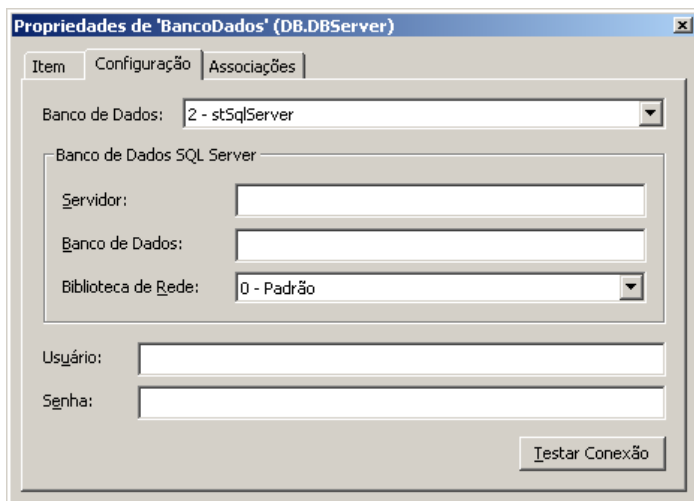 Propriedades de 'BancoDados' (DB.DBServer)
Item Configuração Associações
Banco de Dados: 2 - stSqlServer
Banco de Dados SQL Server
Servidor:
Banco de Dados:
Biblioteca de Rede: 0 - Padrão
Usuário:
Senha:
Testar Conexão